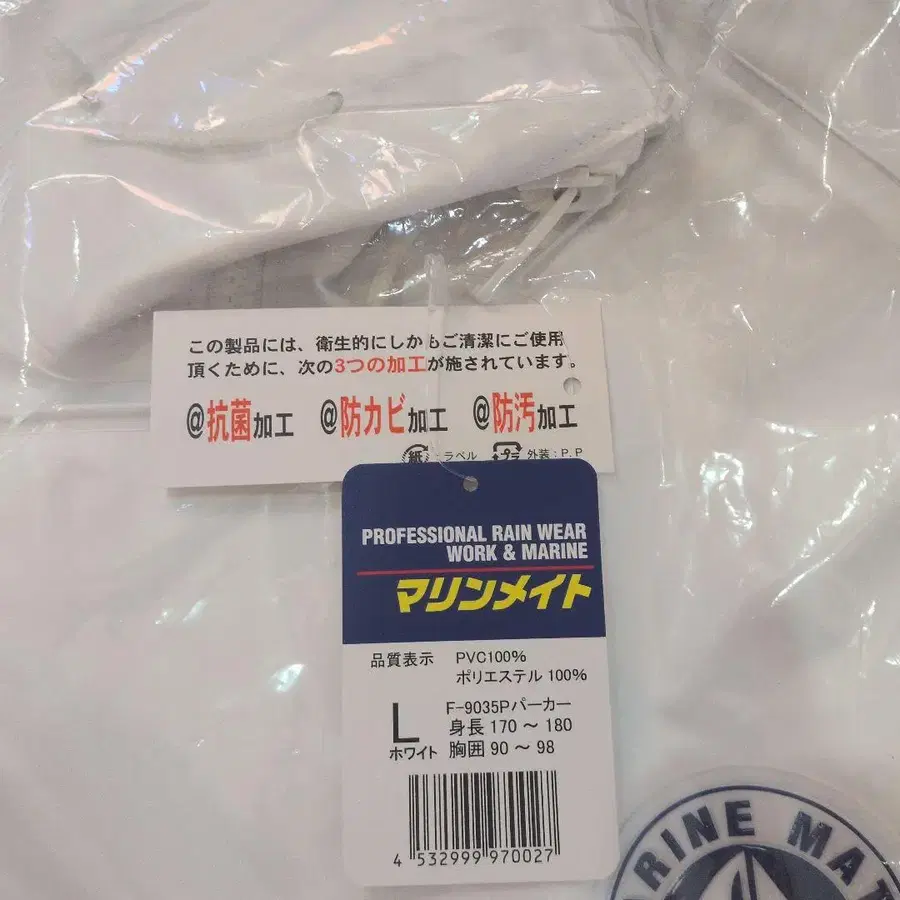 この製品には、衛生的にしかもご清潔にご使用
頂くために、次の3つの加工が施されています。
@抗菌加工 @防カビ加工 @防汚加工
紙 : ラベル プラ 外装 : P.P
PROFESSIONAL RAIN WEAR
WORK & MARINE
マリンメイト
品質表示 PVC100%
ポリエステル 100%
L
ホワイト
F-9035Pパーカー
身長 170 ～ 180
胸囲 90 ～ 98
4 532999 970027
MARINE MAT